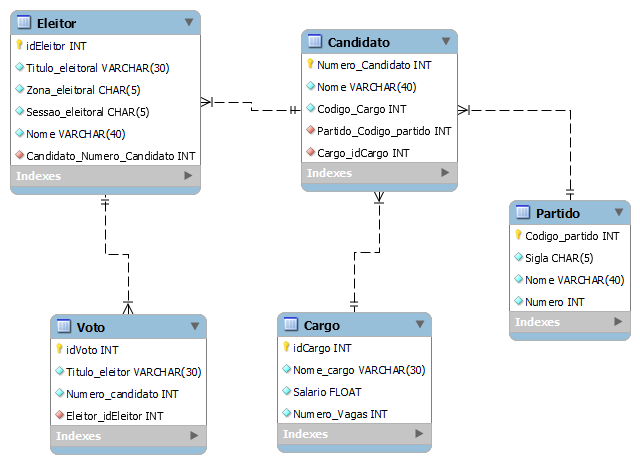 Eleitor
idEleitor INT
Titulo_eleitoral VARCHAR(30)
Zona_eleitoral CHAR(5)
Sessao_eleitoral CHAR(5)
Nome VARCHAR(40)
Candidato_Numero_Candidato INT
Indexes
Candidato
Numero_Candidato INT
Nome VARCHAR(40)
Codigo_Cargo INT
Partido_Codigo_partido INT
Cargo_idCargo INT
Indexes
Partido
Codigo_partido INT
Sigla CHAR(5)
Nome VARCHAR(40)
Numero INT
Indexes
Voto
idVoto INT
Titulo_eleitor VARCHAR(30)
Numero_candidato INT
Eleitor_idEleitor INT
Indexes
Cargo
idCargo INT
Nome_cargo VARCHAR(30)
Salario FLOAT
Numero_Vagas INT
Indexes